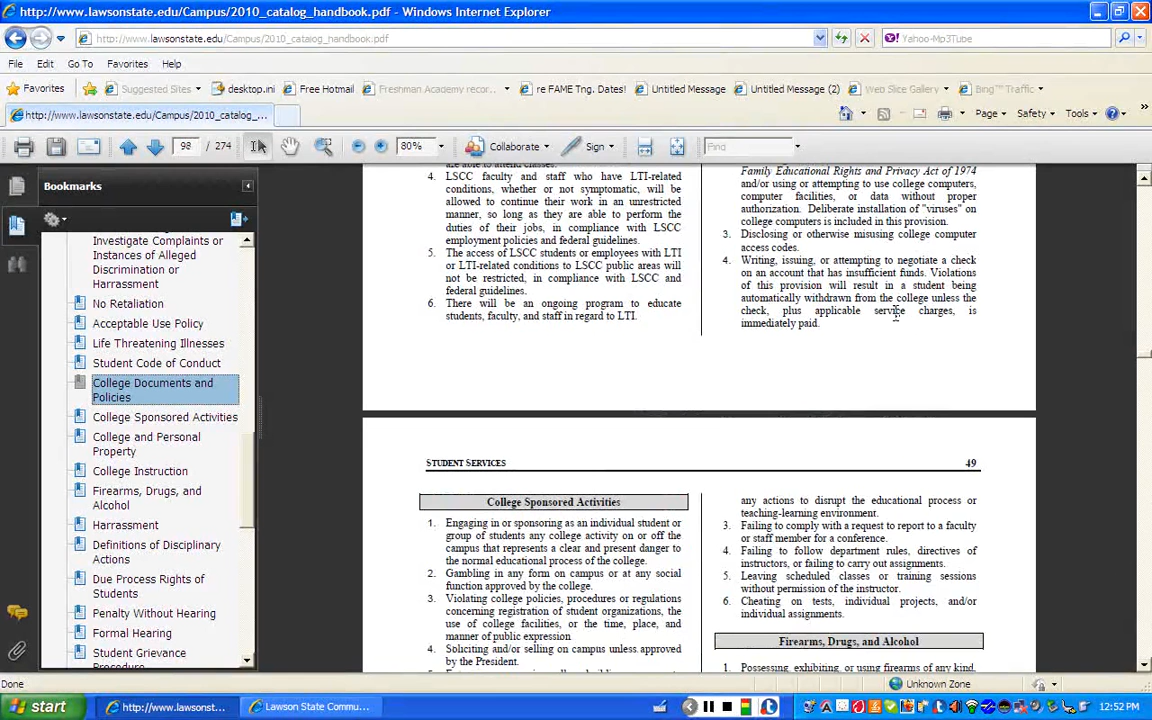 http://www.lawsonstate.edu/Campus/2010_catalog_handbook.pdf - Windows Internet Explorer
http://www.lawsonstate.edu/Campus/2010_catalog_handbook.pdf
Yahoo-Mp3Tube
File Edit Go To Favorites Help
Favorites Suggested Sites desktop.ini Free Hotmail Freshman Academy recor... re FAME Tng. Dates! Untitled Message Untitled Message (2) Web Slice Gallery Bing™ Traffic
http://www.lawsonstate.edu/Campus/2010_catalog_...
Page Safety Tools
98 / 274 80% Collaborate Sign Find
Bookmarks
Investigate Complaints or
Instances of Alleged
Discrimination or
Harassment
No Retaliation
Acceptable Use Policy
Life Threatening Illnesses
Student Code of Conduct
College Documents and
Policies
College Sponsored Activities
College and Personal
Property
College Instruction
Firearms, Drugs, and
Alcohol
Harrassment
Definitions of Disciplinary
Actions
Due Process Rights of
Students
Penalty Without Hearing
Formal Hearing
Student Grievance
Procedure
are able to attend classes.
4. LSCC faculty and staff who have LTI-related
conditions, whether or not symptomatic, will be
allowed to continue their work in an unrestricted
manner, so long as they are able to perform the
duties of their jobs, in compliance with LSCC
employment policies and federal guidelines.
5. The access of LSCC students or employees with LTI
or LTI-related conditions to LSCC public areas will
not be restricted, in compliance with LSCC and
federal guidelines.
6. There will be an ongoing program to educate
students, faculty, and staff in regard to LTI.
Family Educational Rights and Privacy Act of 1974
and/or using or attempting to use college computers,
computer facilities, or data without proper
authorization. Deliberate installation of "viruses" on
college computers is included in this provision.
3. Disclosing or otherwise misusing college computer
access codes.
4. Writing, issuing, or attempting to negotiate a check
on an account that has insufficient funds. Violations
of this provision will result in a student being
automatically withdrawn from the college unless the
check, plus applicable service charges, is
immediately paid.
STUDENT SERVICES 49
College Sponsored Activities
1. Engaging in or sponsoring as an individual student or
group of students any college activity on or off the
campus that represents a clear and present danger to
the normal educational process of the college.
2. Gambling in any form on campus or at any social
function approved by the college.
3. Violating college policies, procedures or regulations
concerning registration of student organizations, the
use of college facilities, or the time, place, and
manner of public expression
4. Soliciting and/or selling on campus unless approved
by the President.
any actions to disrupt the educational process or
teaching-learning environment.
3. Failing to comply with a request to report to a faculty
or staff member for a conference.
4. Failing to follow department rules, directives of
instructors, or failing to carry out assignments.
5. Leaving scheduled classes or training sessions
without permission of the instructor.
6. Cheating on tests, individual projects, and/or
individual assignments.
Firearms, Drugs, and Alcohol
1. Possessing, exhibiting, or using firearms of any kind,
Done Unknown Zone
start http://www.lawsonst... Lawson State Commu... 12:52 PM